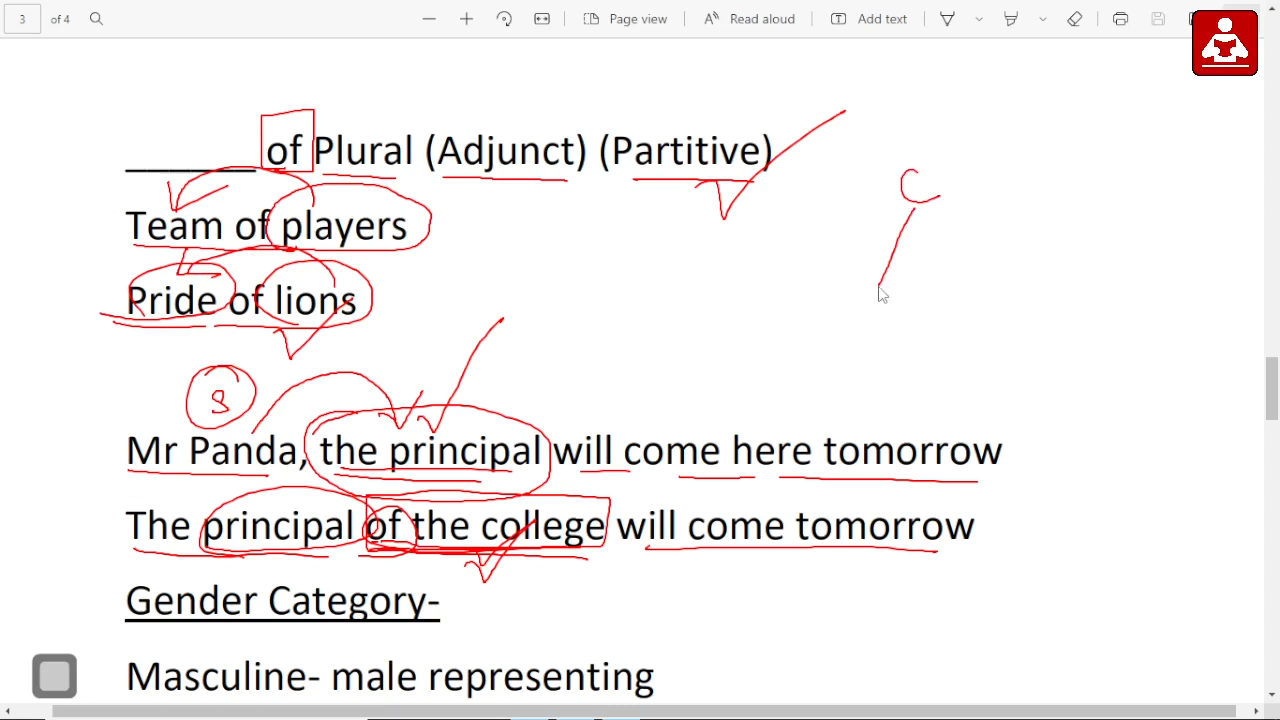 3 of 4 Page view Read aloud Add text
______ of Plural (Adjunct) (Partitive)
C
Team of players
Pride of lions
Mr Panda, the principal will come here tomorrow
The principal of the college will come tomorrow
Gender Category-
Masculine- male representing